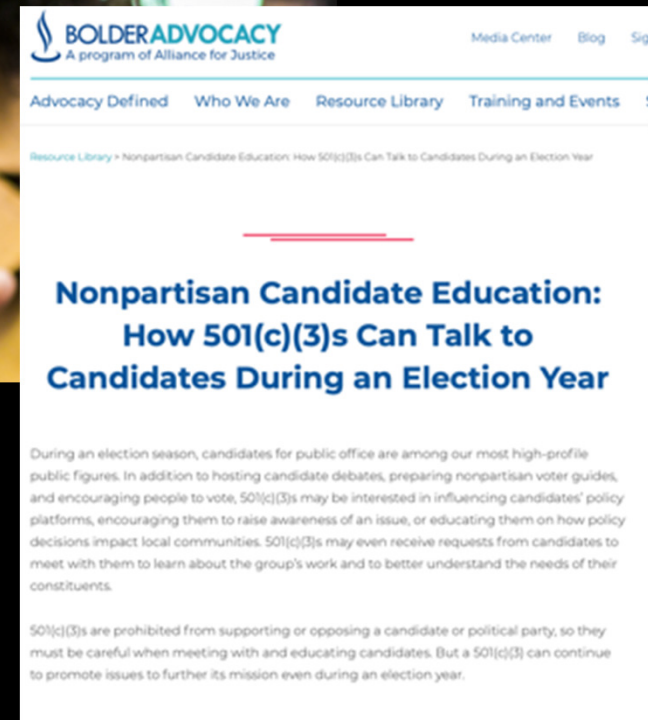 BOLDERADVOCACY
A program of Alliance for Justice
Media Center Blog Sig
Advocacy Defined Who We Are Resource Library Training and Events S
Resource Library > Nonpartisan Candidate Education: How 501(c)(3)s Can Talk to Candidates During an Election Year
Nonpartisan Candidate Education:
How 501(c)(3)s Can Talk to
Candidates During an Election Year
During an election season, candidates for public office are among our most high-profile
public figures. In addition to hosting candidate debates, preparing nonpartisan voter guides,
and encouraging people to vote, 501(c)(3)s may be interested in influencing candidates' policy
platforms, encouraging them to raise awareness of an issue, or educating them on how policy
decisions impact local communities. 501(c)(3)s may even receive requests from candidates to
meet with them to learn about the group's work and to better understand the needs of their
constituents.
501(c)(3)s are prohibited from supporting or opposing a candidate or political party, so they
must be careful when meeting with and educating candidates. But a 501(c)(3) can continue
to promote issues to further its mission even during an election year.